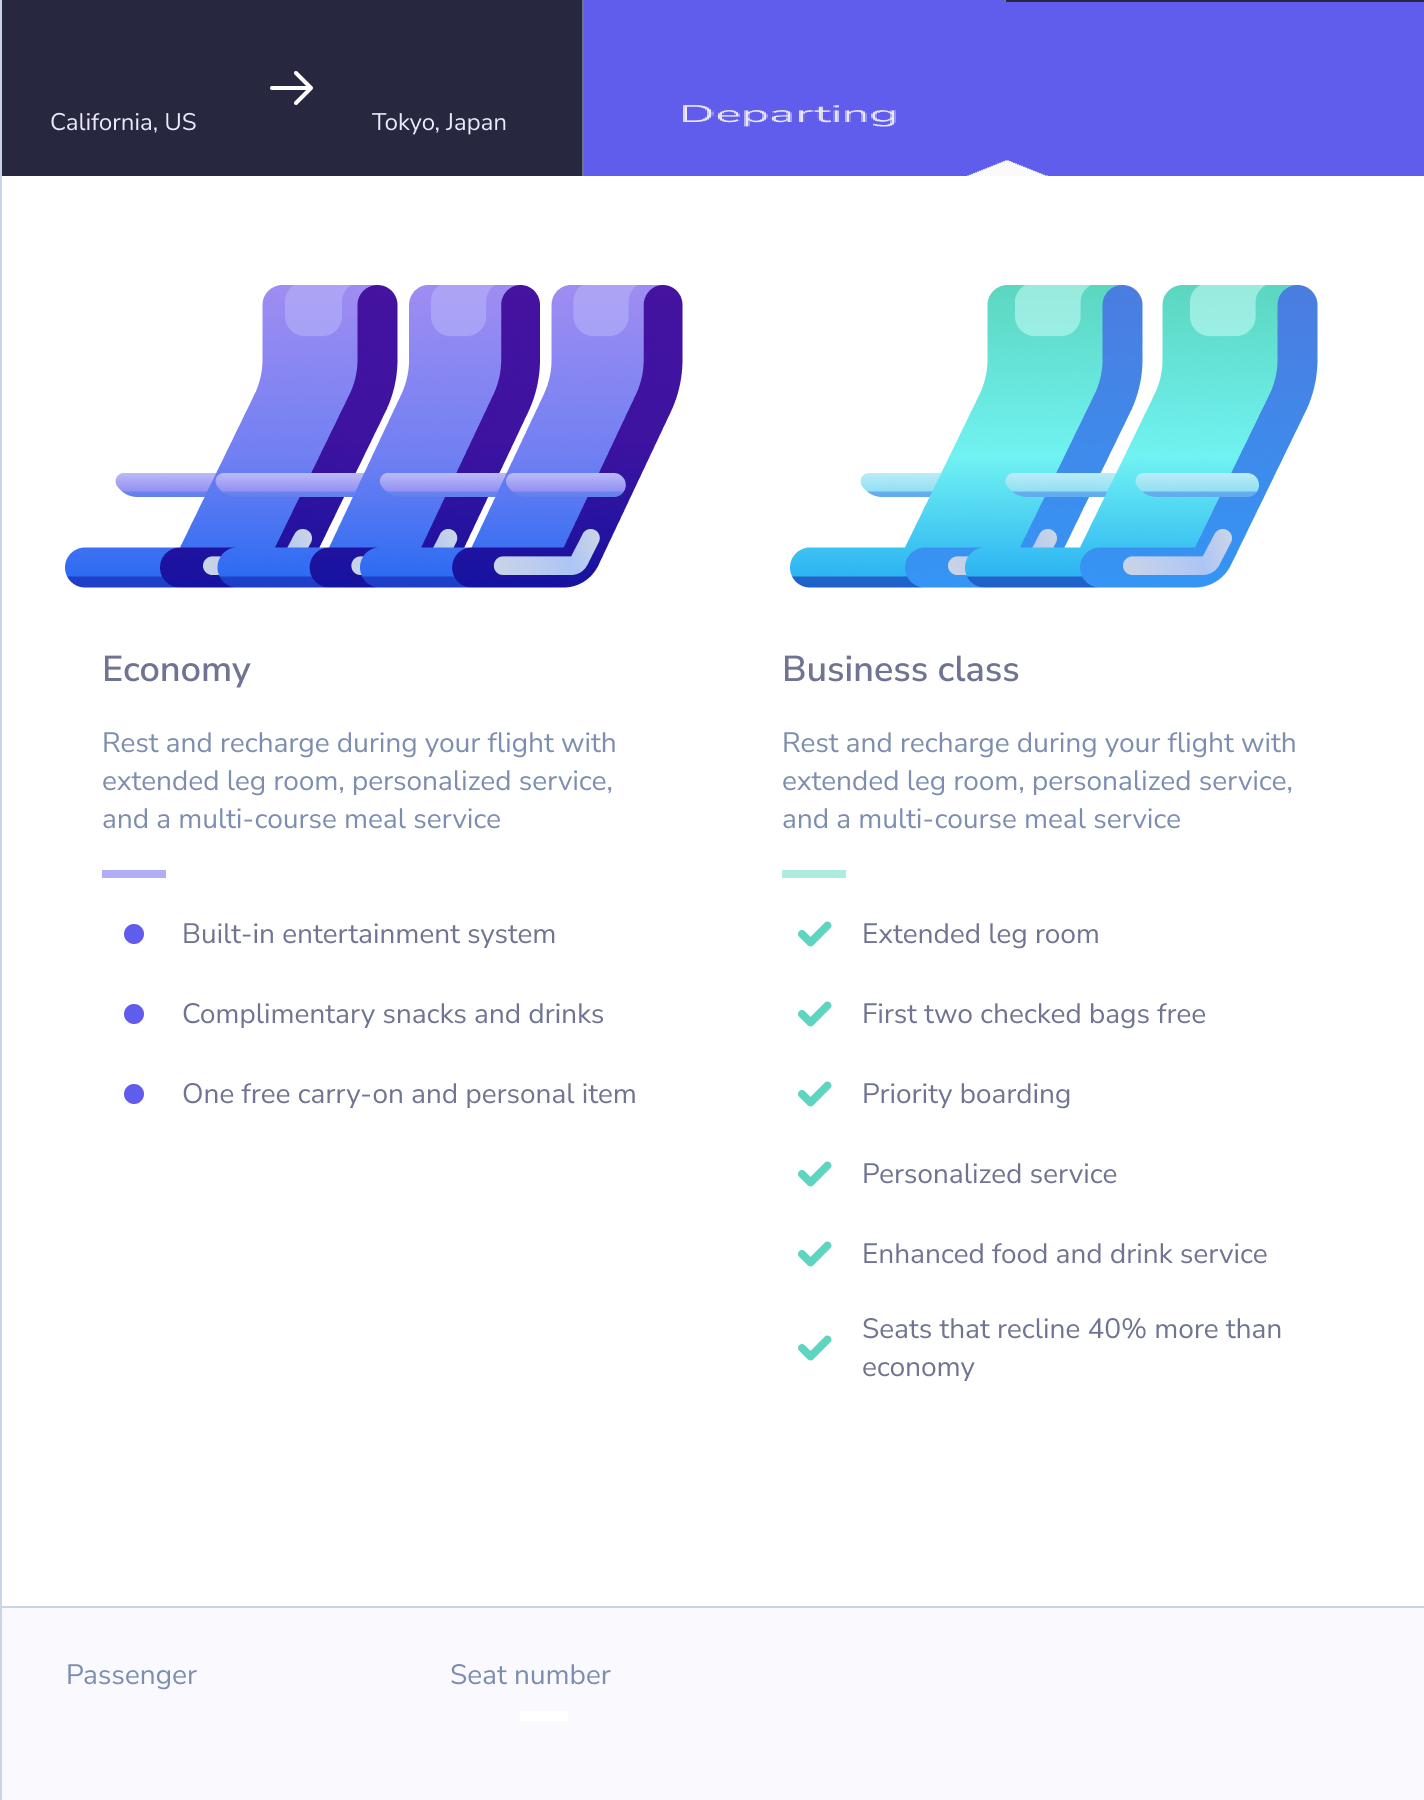 California, US
Tokyo, Japan
Departing
Economy
Rest and recharge during your flight with
extended leg room, personalized service,
and a multi-course meal service
Built-in entertainment system
Complimentary snacks and drinks
One free carry-on and personal item
Business class
Rest and recharge during your flight with
extended leg room, personalized service,
and a multi-course meal service
Extended leg room
First two checked bags free
Priority boarding
Personalized service
Enhanced food and drink service
Seats that recline 40% more than
economy
Passenger
Seat number